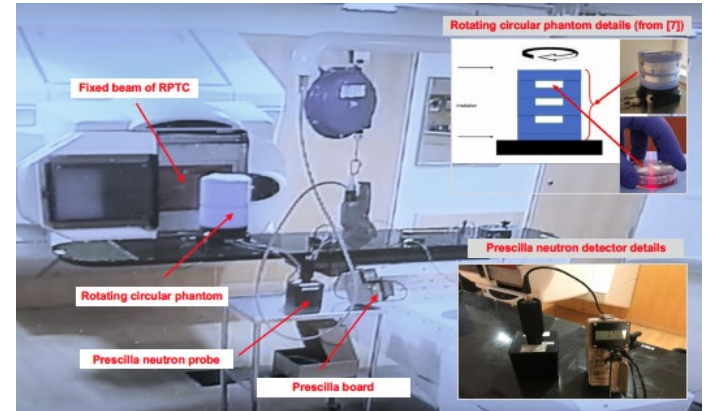 Rotating circular phantom details (from [7])
Irradiation
Fixed beam of RPTC
Rotating circular phantom
Prescilla neutron probe
Prescilla board
Prescilla neutron detector details